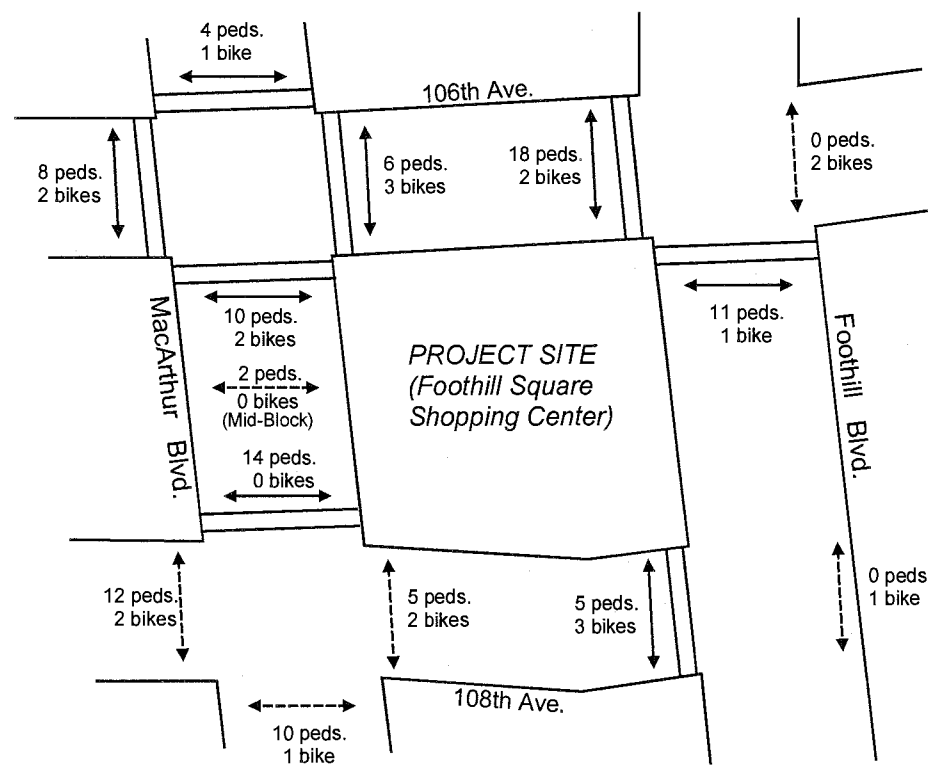 4 peds.
1 bike
106th Ave.
8 peds.
2 bikes
6 peds.
3 bikes
18 peds.
2 bikes
0 peds.
2 bikes
10 peds.
2 bikes
11 peds.
1 bike
MacArthur Blvd.
2 peds.
0 bikes
(Mid-Block)
PROJECT SITE
(Foothill Square
Shopping Center)
Foothill Blvd.
14 peds.
0 bikes
12 peds.
2 bikes
5 peds.
2 bikes
5 peds.
3 bikes
0 peds
1 bike
108th Ave.
10 peds.
1 bike